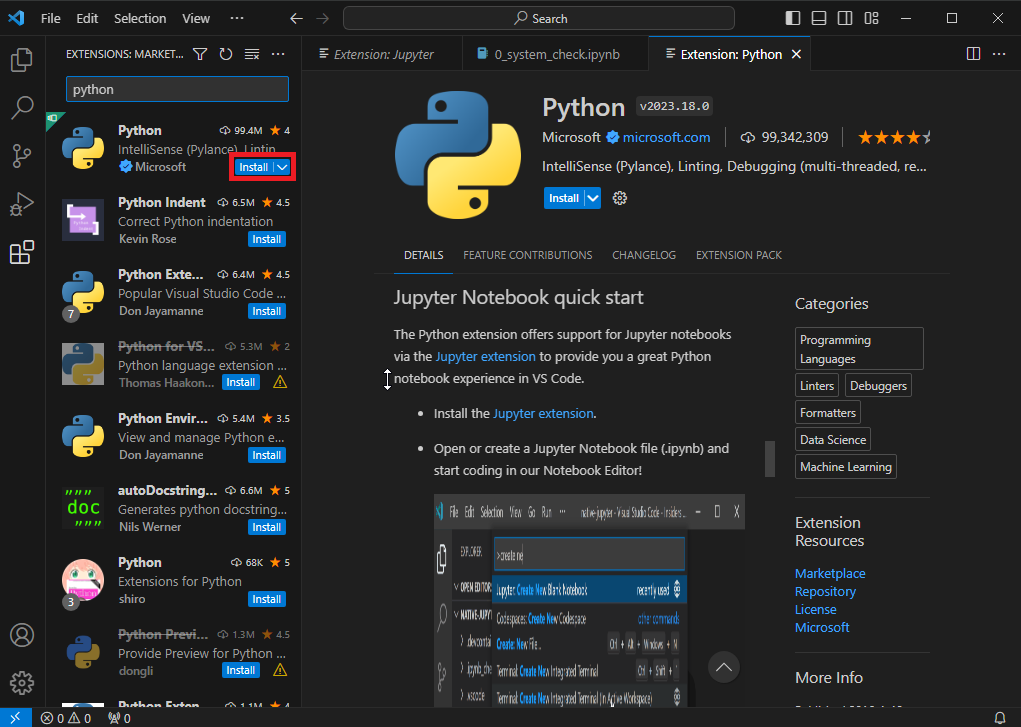 File Edit Selection View ··· Search
EXTENSIONS: MARKET...
python
Python 99.4M 4
IntelliSense (Pylance), Lintin...
Microsoft Install
Python Indent 6.5M 4.5
Correct Python indentation
Kevin Rose Install
Python Exte... 6.4M 4.5
Popular Visual Studio Code ...
7 Don Jayamanne Install
Python for VS... 5.3M 2
Python language extension ...
Thomas Haakon... Install
Python Envir... 5.4M 3.5
View and manage Python e...
Don Jayamanne Install
""" doc """
autoDocstring... 6.6M 5
Generates python docstring...
Nils Werner Install
Python 68K 5
Extensions for Python
3 shiro Install
Python Previ... 1.3M 4.5
Provide Preview for Python ...
dongli Install
Python Exten... 1.1M 4
Extension: Jupyter 0_system_check.ipynb Extension: Python
Python v2023.18.0
Microsoft microsoft.com 99,342,309
IntelliSense (Pylance), Linting, Debugging (multi-threaded, re...
Install
DETAILS FEATURE CONTRIBUTIONS CHANGELOG EXTENSION PACK
Jupyter Notebook quick start
The Python extension offers support for Jupyter notebooks
via the Jupyter extension to provide you a great Python
notebook experience in VS Code.
• Install the Jupyter extension.
• Open or create a Jupyter Notebook file (.ipynb) and
start coding in our Notebook Editor!
File Edit Selection View Go Run ··· native-jupyter - Visual Studio Code - Insiders...
EXPLORER >create ne
OPEN EDITOR Jupyter: Create New Blank Notebook recently used
NATIVE-JUPYT Codespaces: Create New Codespace other commands
.devcontai Create: New File... Ctrl + Alt + Windows + N
ipynb_che Terminal: Create New Integrated Terminal Ctrl + Shift + `
.vscode Terminal: Create New Integrated Terminal (In Active Workspace)
Categories
Programming
Languages
Linters Debuggers
Formatters
Data Science
Machine Learning
Extension
Resources
Marketplace
Repository
License
Microsoft
More Info
0 0 0